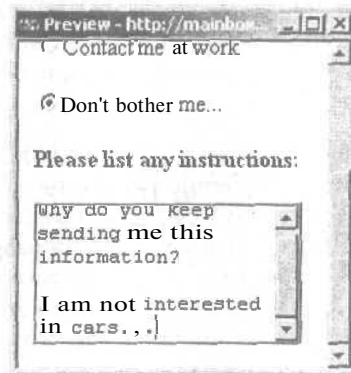 Preview - http://mainbox...
Contact me at work
Don't bother me...
Please list any instructions:
Why do you keep
sending me this
information?
I am not interested
in cars. , .